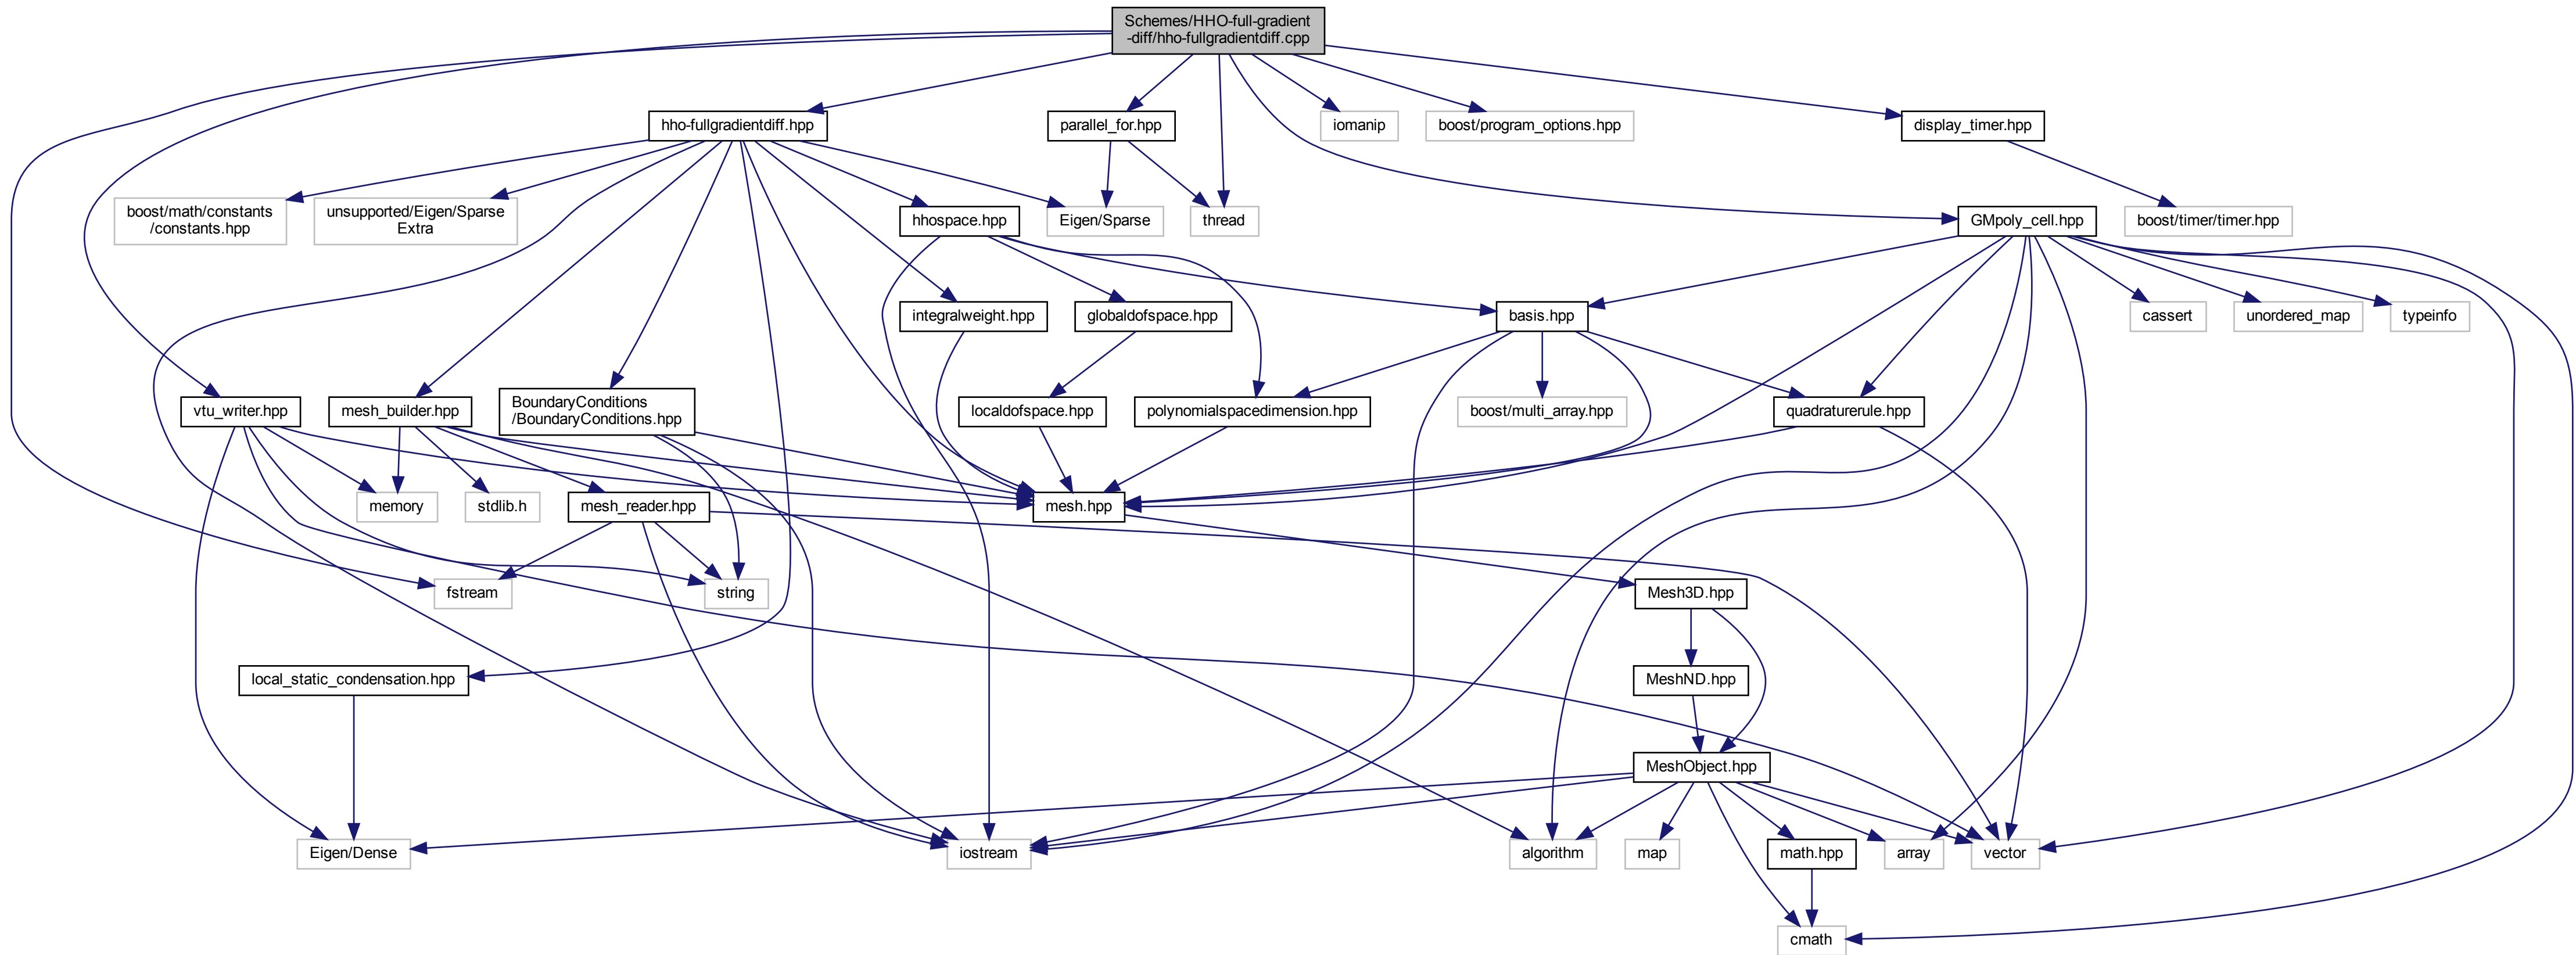 Schemes/HHO-full-gradient
-diff/hho-fullgradientdiff.cpp
hho-fullgradientdiff.hpp
parallel_for.hpp
iomanip
boost/program_options.hpp
display_timer.hpp
boost/math/constants
/constants.hpp
unsupported/Eigen/Sparse
Extra
hhospace.hpp
Eigen/Sparse
thread
GMpoly_cell.hpp
boost/timer/timer.hpp
integralweight.hpp
globaldofspace.hpp
basis.hpp
cassert
unordered_map
typeinfo
vtu_writer.hpp
mesh_builder.hpp
BoundaryConditions
/BoundaryConditions.hpp
localdofspace.hpp
polynomialspacedimension.hpp
boost/multi_array.hpp
quadraturerule.hpp
memory
stdlib.h
mesh_reader.hpp
mesh.hpp
fstream
string
Mesh3D.hpp
local_static_condensation.hpp
MeshND.hpp
MeshObject.hpp
Eigen/Dense
iostream
algorithm
map
math.hpp
array
vector
cmath